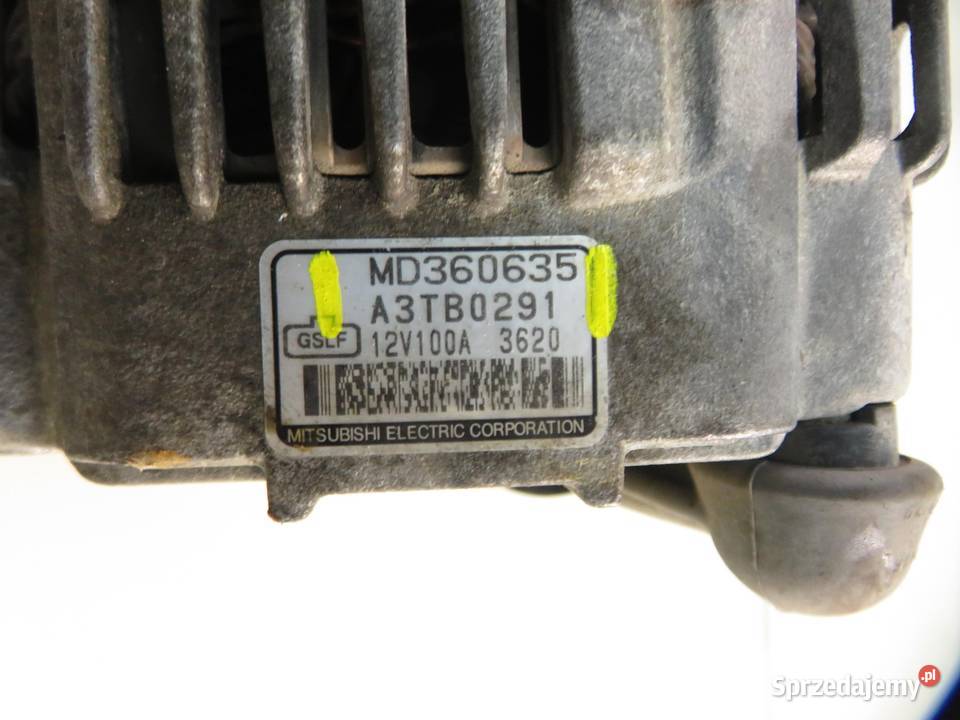 MD360635
A3TB0291
GSLF 12V100A 3620
MITSUBISHI ELECTRIC CORPORATION
Sprzedajemy.pl